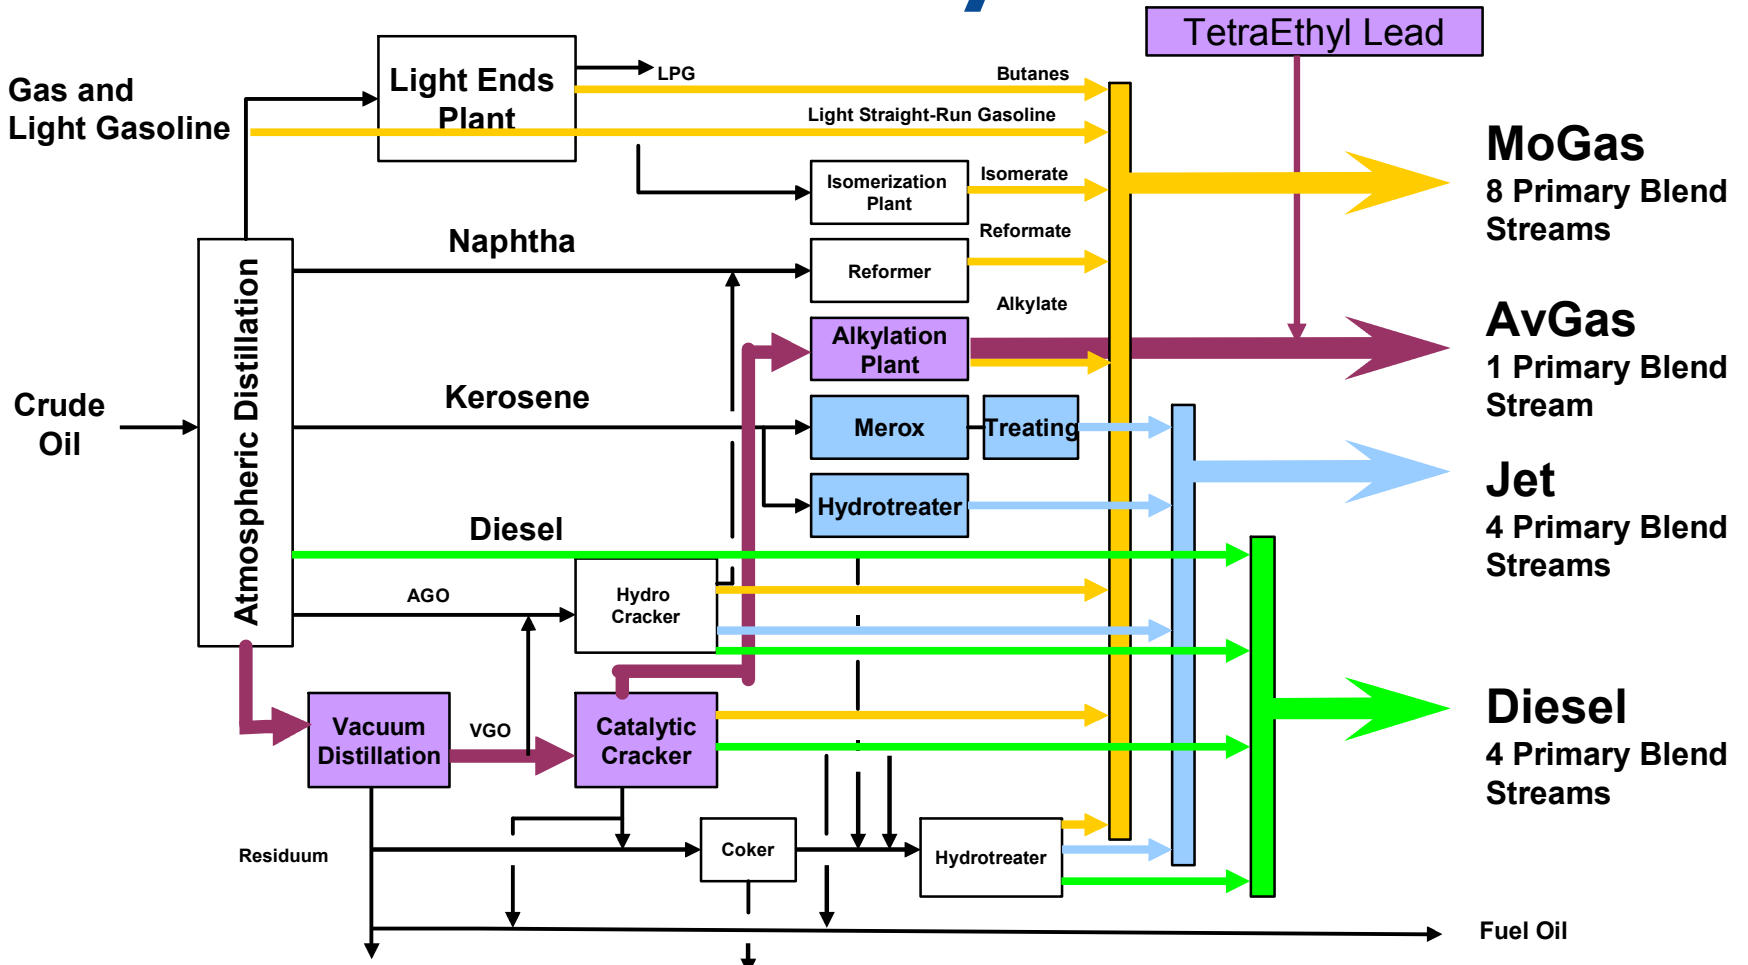 TetraEthyl Lead
Gas and
Light Gasoline
Light Ends
Plant
LPG
Butanes
Light Straight-Run Gasoline
MoGas
8 Primary Blend
Streams
Isomerization
Plant
Isomerate
Naphtha
Reformate
Reformer
Alkylate
Alkylation
Plant
AvGas
1 Primary Blend
Stream
Crude
Oil
Atmospheric Distillation
Kerosene
Merox
Treating
Jet
4 Primary Blend
Streams
Hydrotreater
Diesel
AGO
Hydro
Cracker
Vacuum
Distillation
VGO
Catalytic
Cracker
Diesel
4 Primary Blend
Streams
Residuum
Coker
Hydrotreater
Fuel Oil